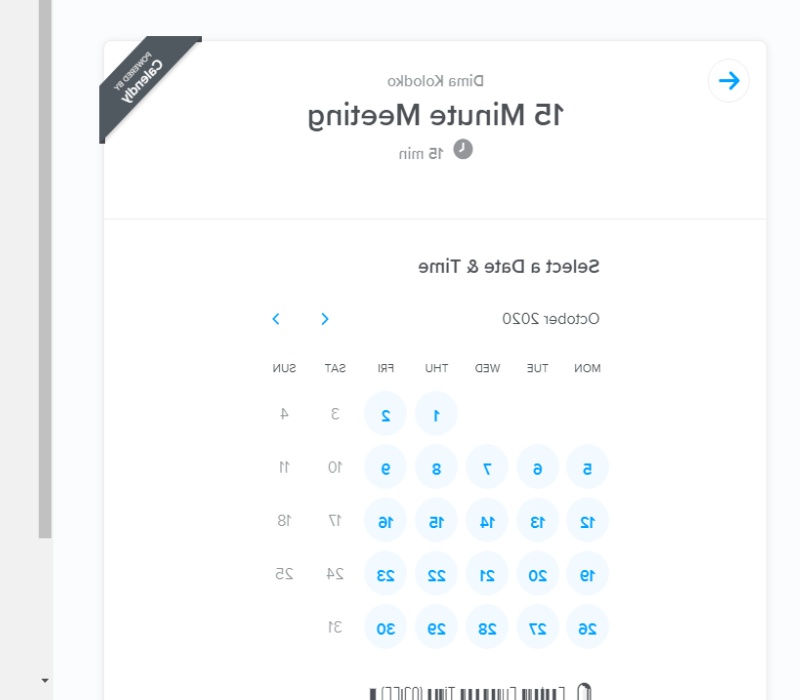 POWERED BY
Calendly
Dima Kolodko
15 Minute Meeting
15 min
Select a Date & Time
October 2020
MON TUE WED THU FRI SAT SUN
1 2 3 4
5 6 7 8 9 10 11
12 13 14 15 16 17 18
19 20 21 22 23 24 25
26 27 28 29 30 31